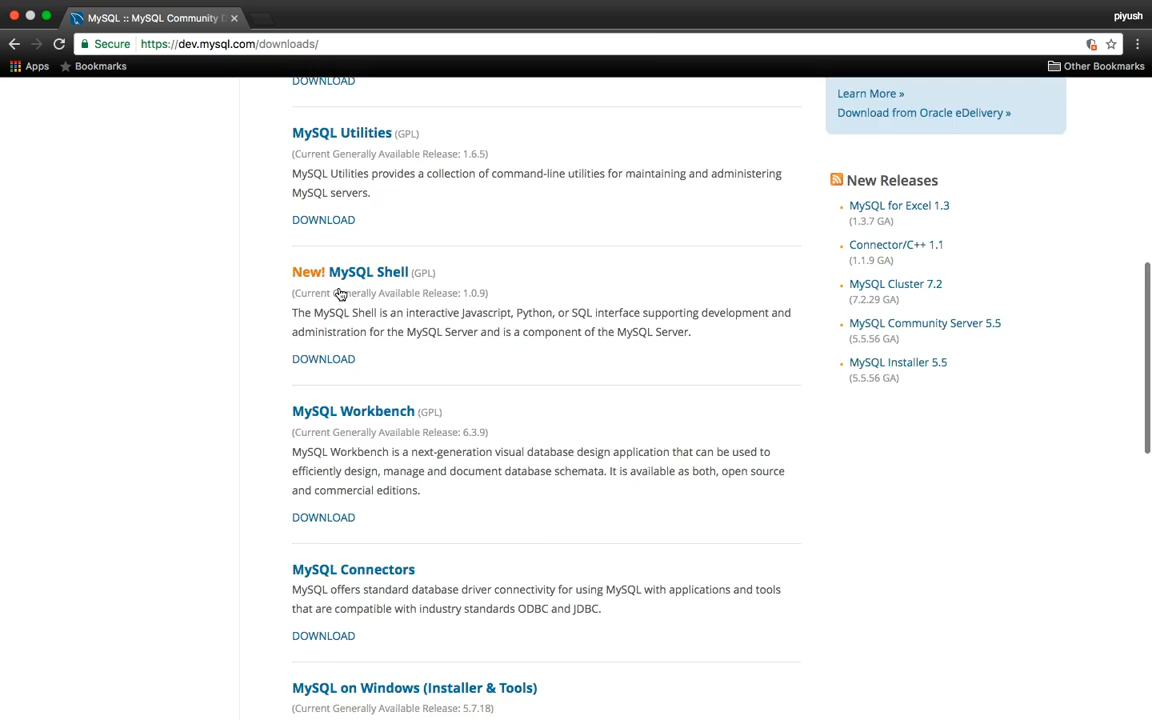 MySQL :: MySQL Community D
piyush
Secure https://dev.mysql.com/downloads/
Apps Bookmarks Other Bookmarks
DOWNLOAD
MySQL Utilities (GPL)
(Current Generally Available Release: 1.6.5)
MySQL Utilities provides a collection of command-line utilities for maintaining and administering
MySQL servers.
DOWNLOAD
New! MySQL Shell (GPL)
(Current Generally Available Release: 1.0.9)
The MySQL Shell is an interactive Javascript, Python, or SQL interface supporting development and
administration for the MySQL Server and is a component of the MySQL Server.
DOWNLOAD
MySQL Workbench (GPL)
(Current Generally Available Release: 6.3.9)
MySQL Workbench is a next-generation visual database design application that can be used to
efficiently design, manage and document database schemata. It is available as both, open source
and commercial editions.
DOWNLOAD
MySQL Connectors
MySQL offers standard database driver connectivity for using MySQL with applications and tools
that are compatible with industry standards ODBC and JDBC.
DOWNLOAD
MySQL on Windows (Installer & Tools)
(Current Generally Available Release: 5.7.18)
Learn More »
Download from Oracle eDelivery »
New Releases
MySQL for Excel 1.3
(1.3.7 GA)
Connector/C++ 1.1
(1.1.9 GA)
MySQL Cluster 7.2
(7.2.29 GA)
MySQL Community Server 5.5
(5.5.56 GA)
MySQL Installer 5.5
(5.5.56 GA)